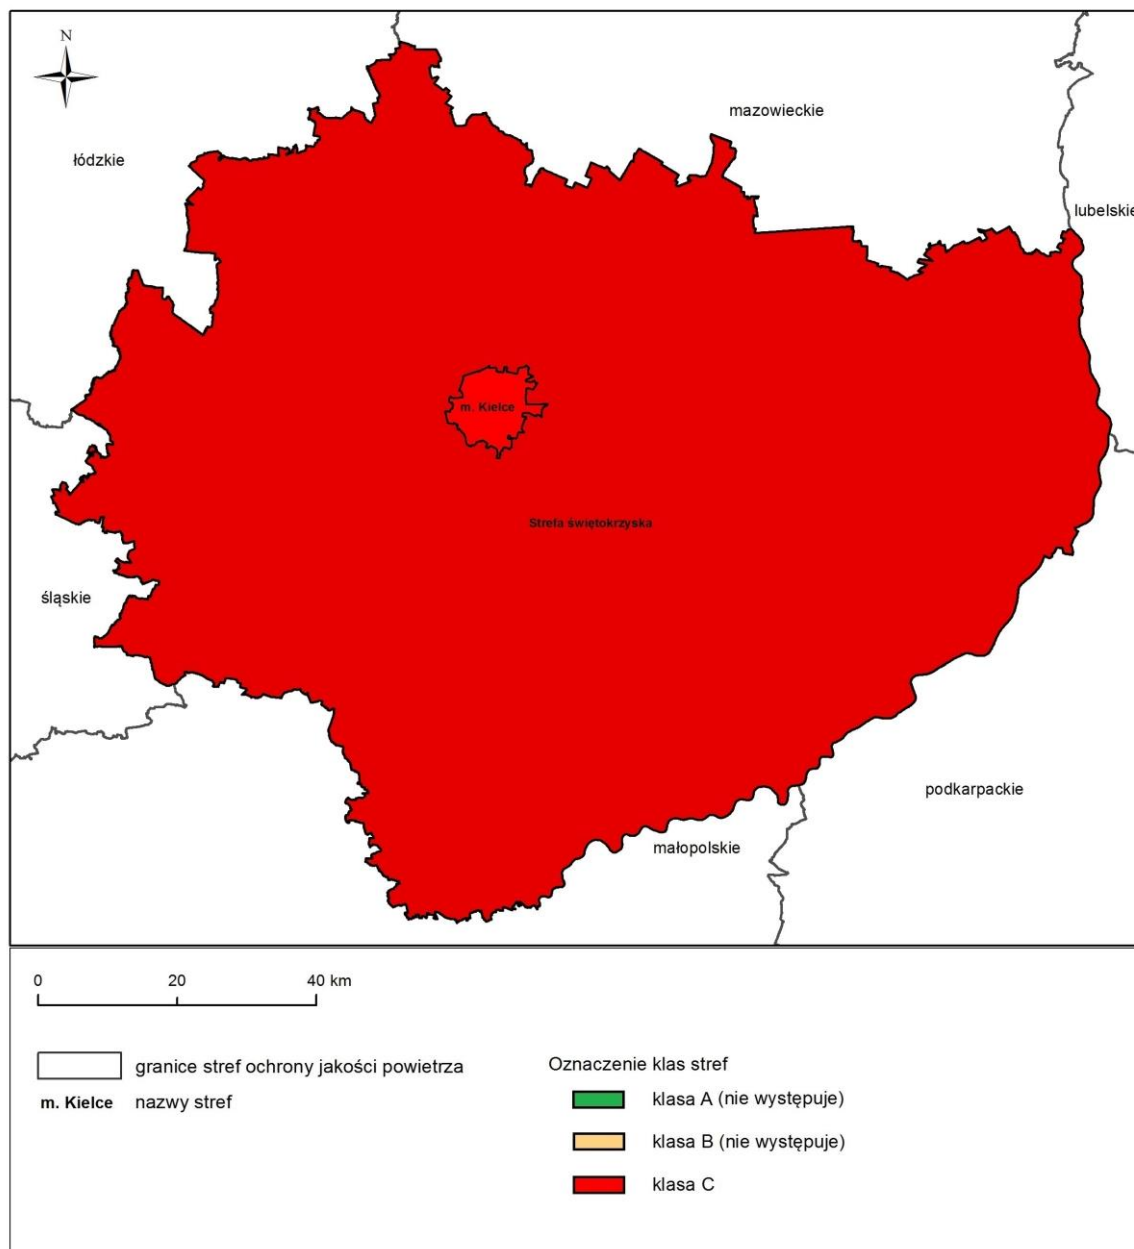 N
mazowieckie
łódzkie
lubelskie
m. Kielce
Strefa świętokrzyska
śląskie
podkarpackie
małopolskie
0 20 40 km
granice stref ochrony jakości powietrza
m. Kielce nazwy stref
Oznaczenie klas stref
klasa A (nie występuje)
klasa B (nie występuje)
klasa C